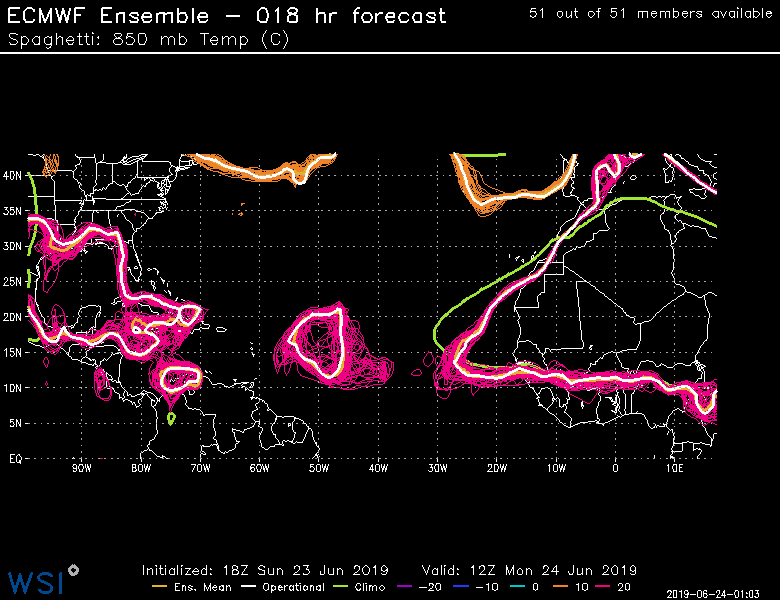 ECMWF Ensemble – 018 hr forecast
51 out of 51 members available
Spaghetti: 850 mb Temp (C)
40N
35N
30N
25N
20N
15N
10N
5N
EQ
90W 80W 70W 60W 50W 40W 30W 20W 10W 0 10E
Initialized: 18Z Sun 23 Jun 2019 Valid: 12Z Mon 24 Jun 2019
WSI
Ens. Mean Operational Climo -20 -10 0 10 20
2019-06-24-01:03